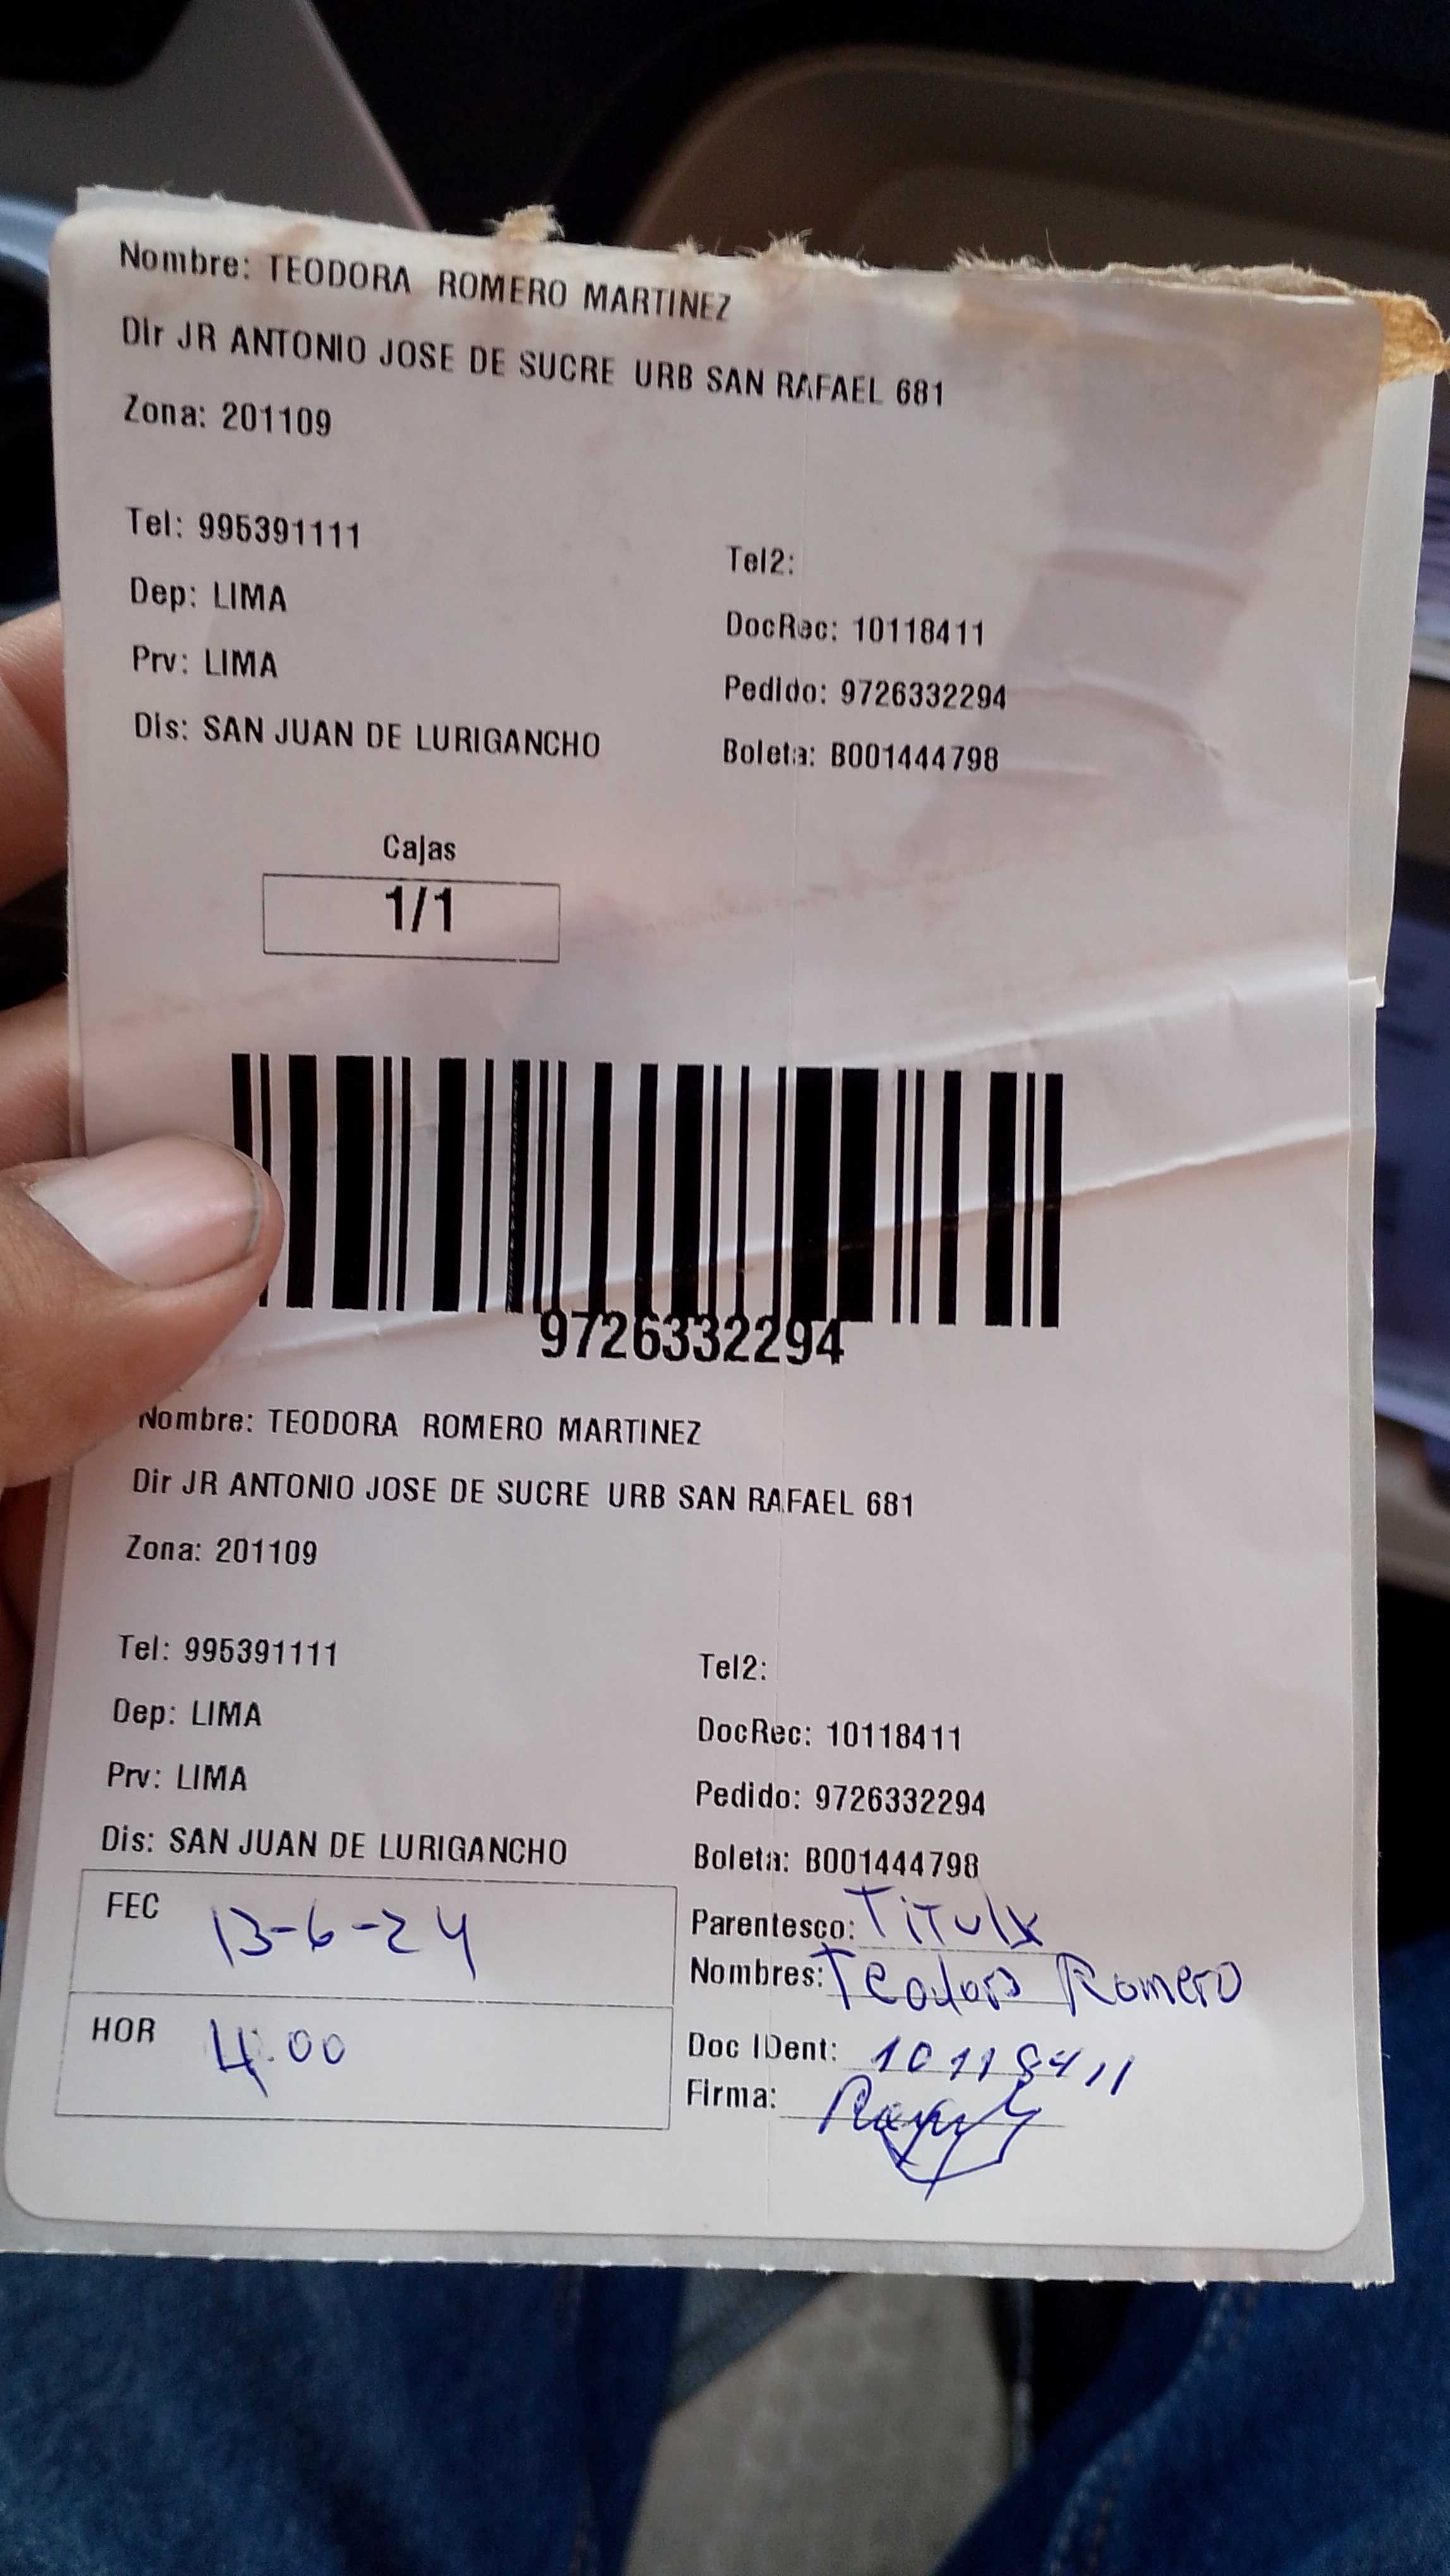 Nombre: TEODORA ROMERO MARTINEZ
Dir JR ANTONIO JOSE DE SUCRE URB SAN RAFAEL 681
Zona: 201109
Tel: 995391111
Tel2:
Dep: LIMA
DocRec: 10118411
Prv: LIMA
Pedido: 9726332294
Dis: SAN JUAN DE LURIGANCHO
Boleta: B001444798
Cajas
1/1
9726332294
Nombre: TEODORA ROMERO MARTINEZ
Dir JR ANTONIO JOSE DE SUCRE URB SAN RAFAEL 681
Zona: 201109
Tel: 995391111
Tel2:
Dep: LIMA
DocRec: 10118411
Prv: LIMA
Pedido: 9726332294
Dis: SAN JUAN DE LURIGANCHO
Boleta: B001444798
FEC 13-6-24
Parentesco: Titular
Nombres: Teodora Romero
HOR 4:00
Doc IDent: 10118411
Firma: